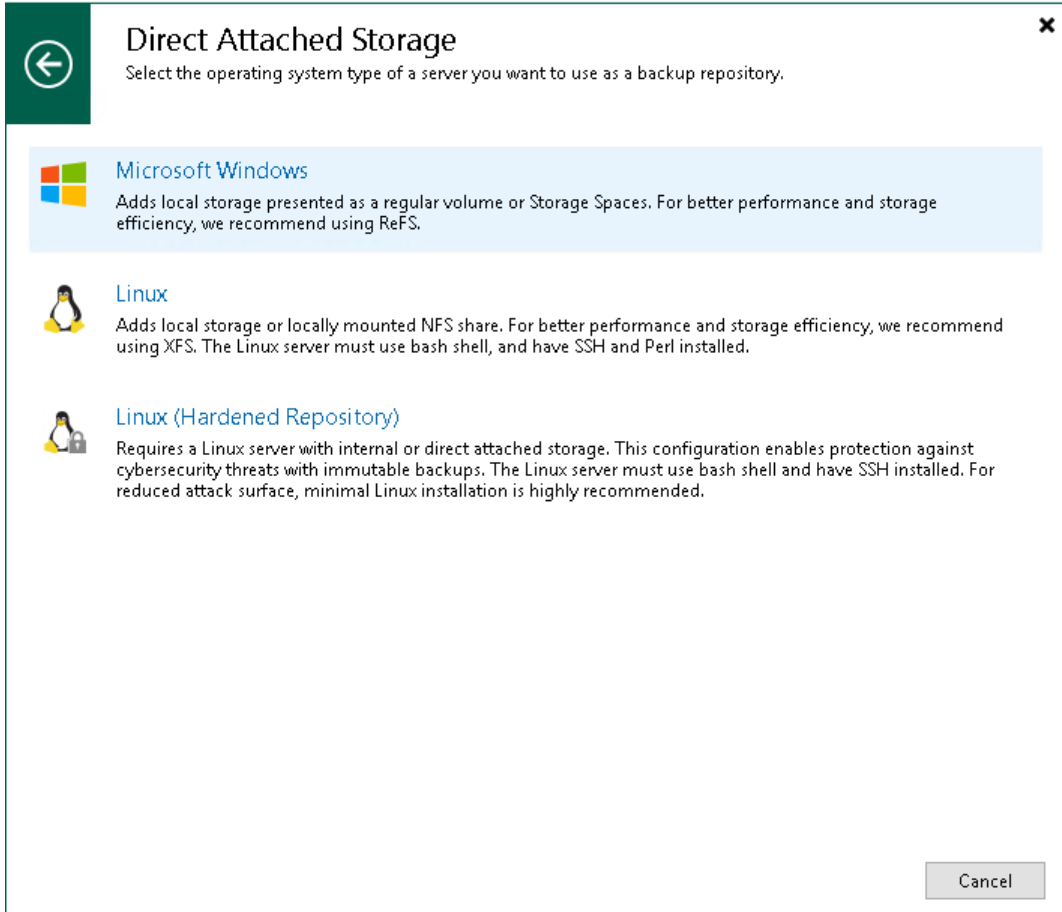 Direct Attached Storage
Select the operating system type of a server you want to use as a backup repository.
Microsoft Windows
Adds local storage presented as a regular volume or Storage Spaces. For better performance and storage
efficiency, we recommend using ReFS.
Linux
Adds local storage or locally mounted NFS share. For better performance and storage efficiency, we recommend
using XFS. The Linux server must use bash shell, and have SSH and Perl installed.
Linux (Hardened Repository)
Requires a Linux server with internal or direct attached storage. This configuration enables protection against
cybersecurity threats with immutable backups. The Linux server must use bash shell and have SSH installed. For
reduced attack surface, minimal Linux installation is highly recommended.
Cancel